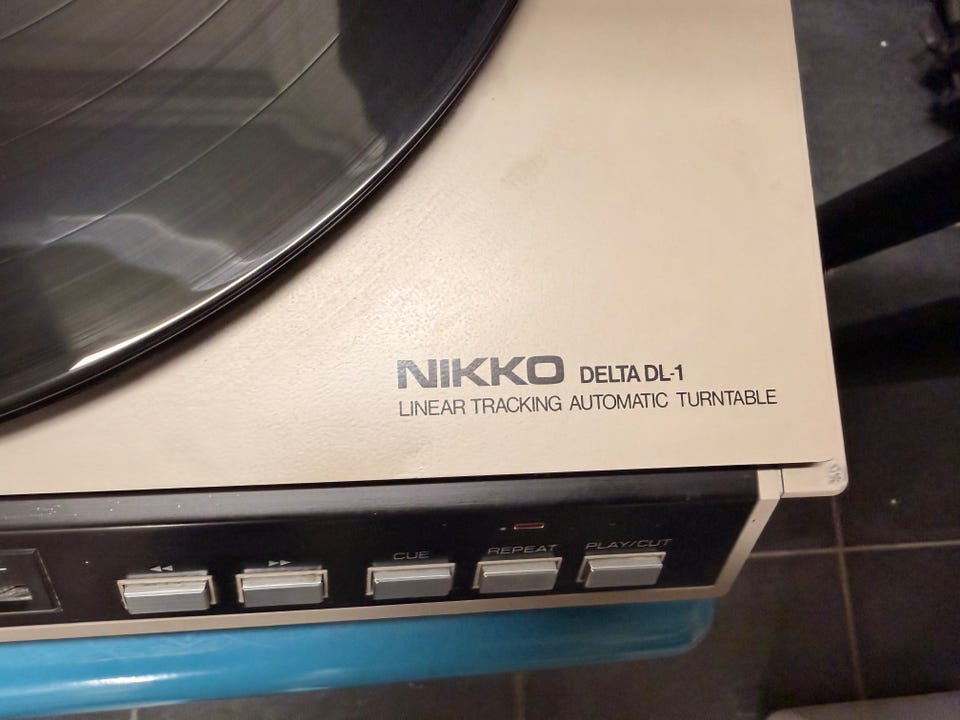 NIKKO DELTA DL-1
LINEAR TRACKING AUTOMATIC TURNTABLE
◀◀ ▶▶ CUE REPEAT PLAY/CUT